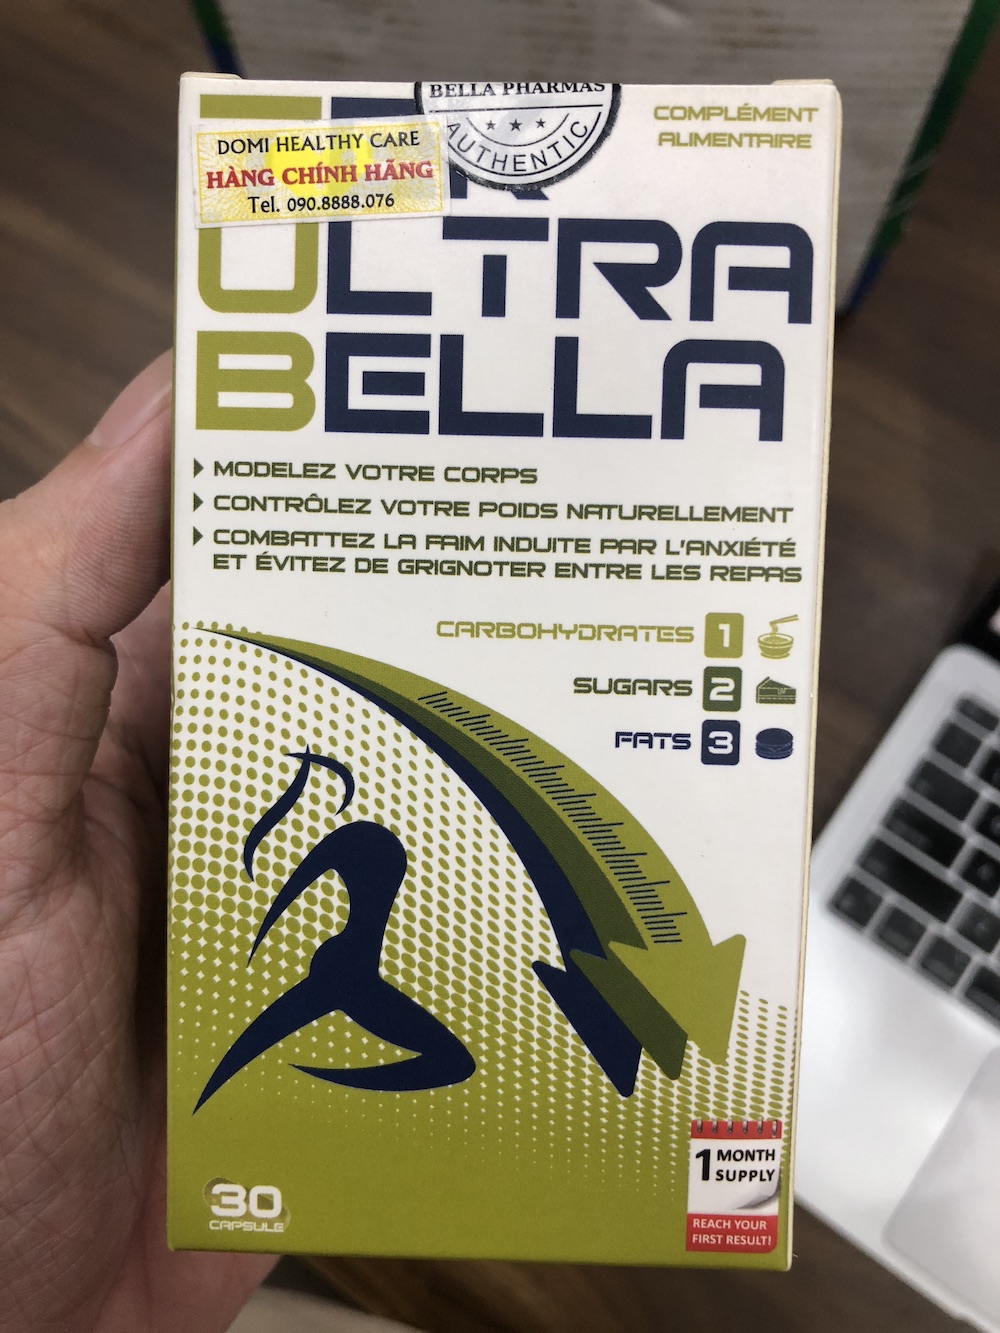 BELLA PHARMAS
AUTHENTIC
DOMI HEALTHY CARE
HÀNG CHÍNH HÃNG
Tel. 090.8888.076
COMPLÉMENT
ALIMENTAIRE
ULTRA
BELLA
MODELEZ VOTRE CORPS
CONTRÔLEZ VOTRE POIDS NATURELLEMENT
COMBATTEZ LA FAIM INDUITE PAR L'ANXIÉTÉ
ET ÉVITEZ DE GRIGNOTER ENTRE LES REPAS
CARBOHYDRATES 1
SUGARS 2
FATS 3
1 MONTH
SUPPLY
REACH YOUR
FIRST RESULT!
30
CAPSULE